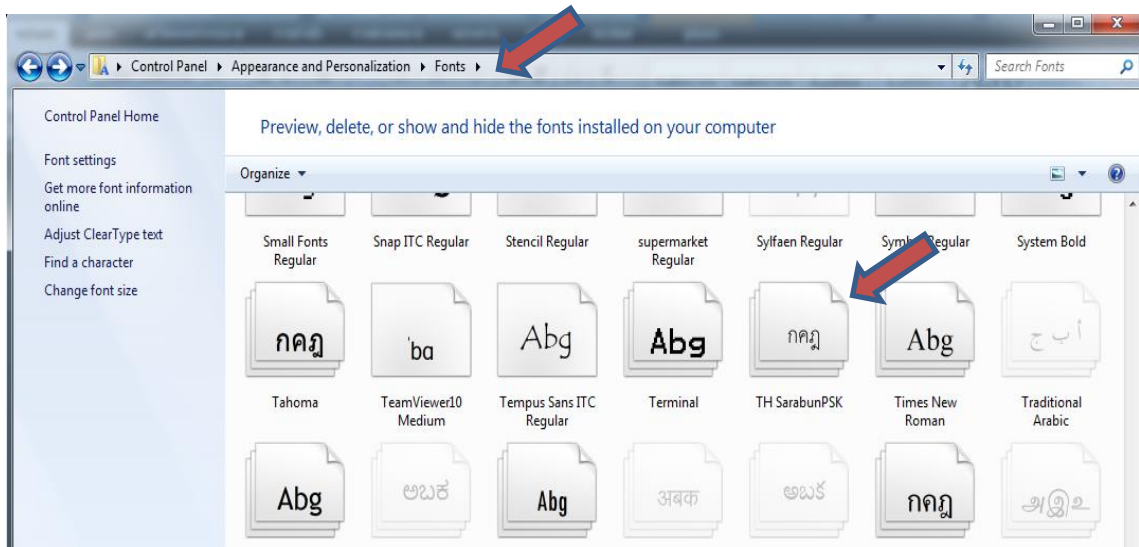 Control Panel ▸ Appearance and Personalization ▸ Fonts ▸
Search Fonts
Control Panel Home
Font settings
Get more font information
online
Adjust ClearType text
Find a character
Change font size
Preview, delete, or show and hide the fonts installed on your computer
Organize
Small Fonts
Regular
Snap ITC Regular
Stencil Regular
supermarket
Regular
Sylfaen Regular
Regular
System Bold
กคฎ
'ba
Abg
Abg
กคฎ
Abg
أ ب ج
Tahoma
TeamViewer10
Medium
Tempus Sans ITC
Regular
Terminal
TH SarabunPSK
Times New
Roman
Traditional
Arabic
Abg
ಅಬಕ
Abg
अबक
กคฎ
அஇஉ